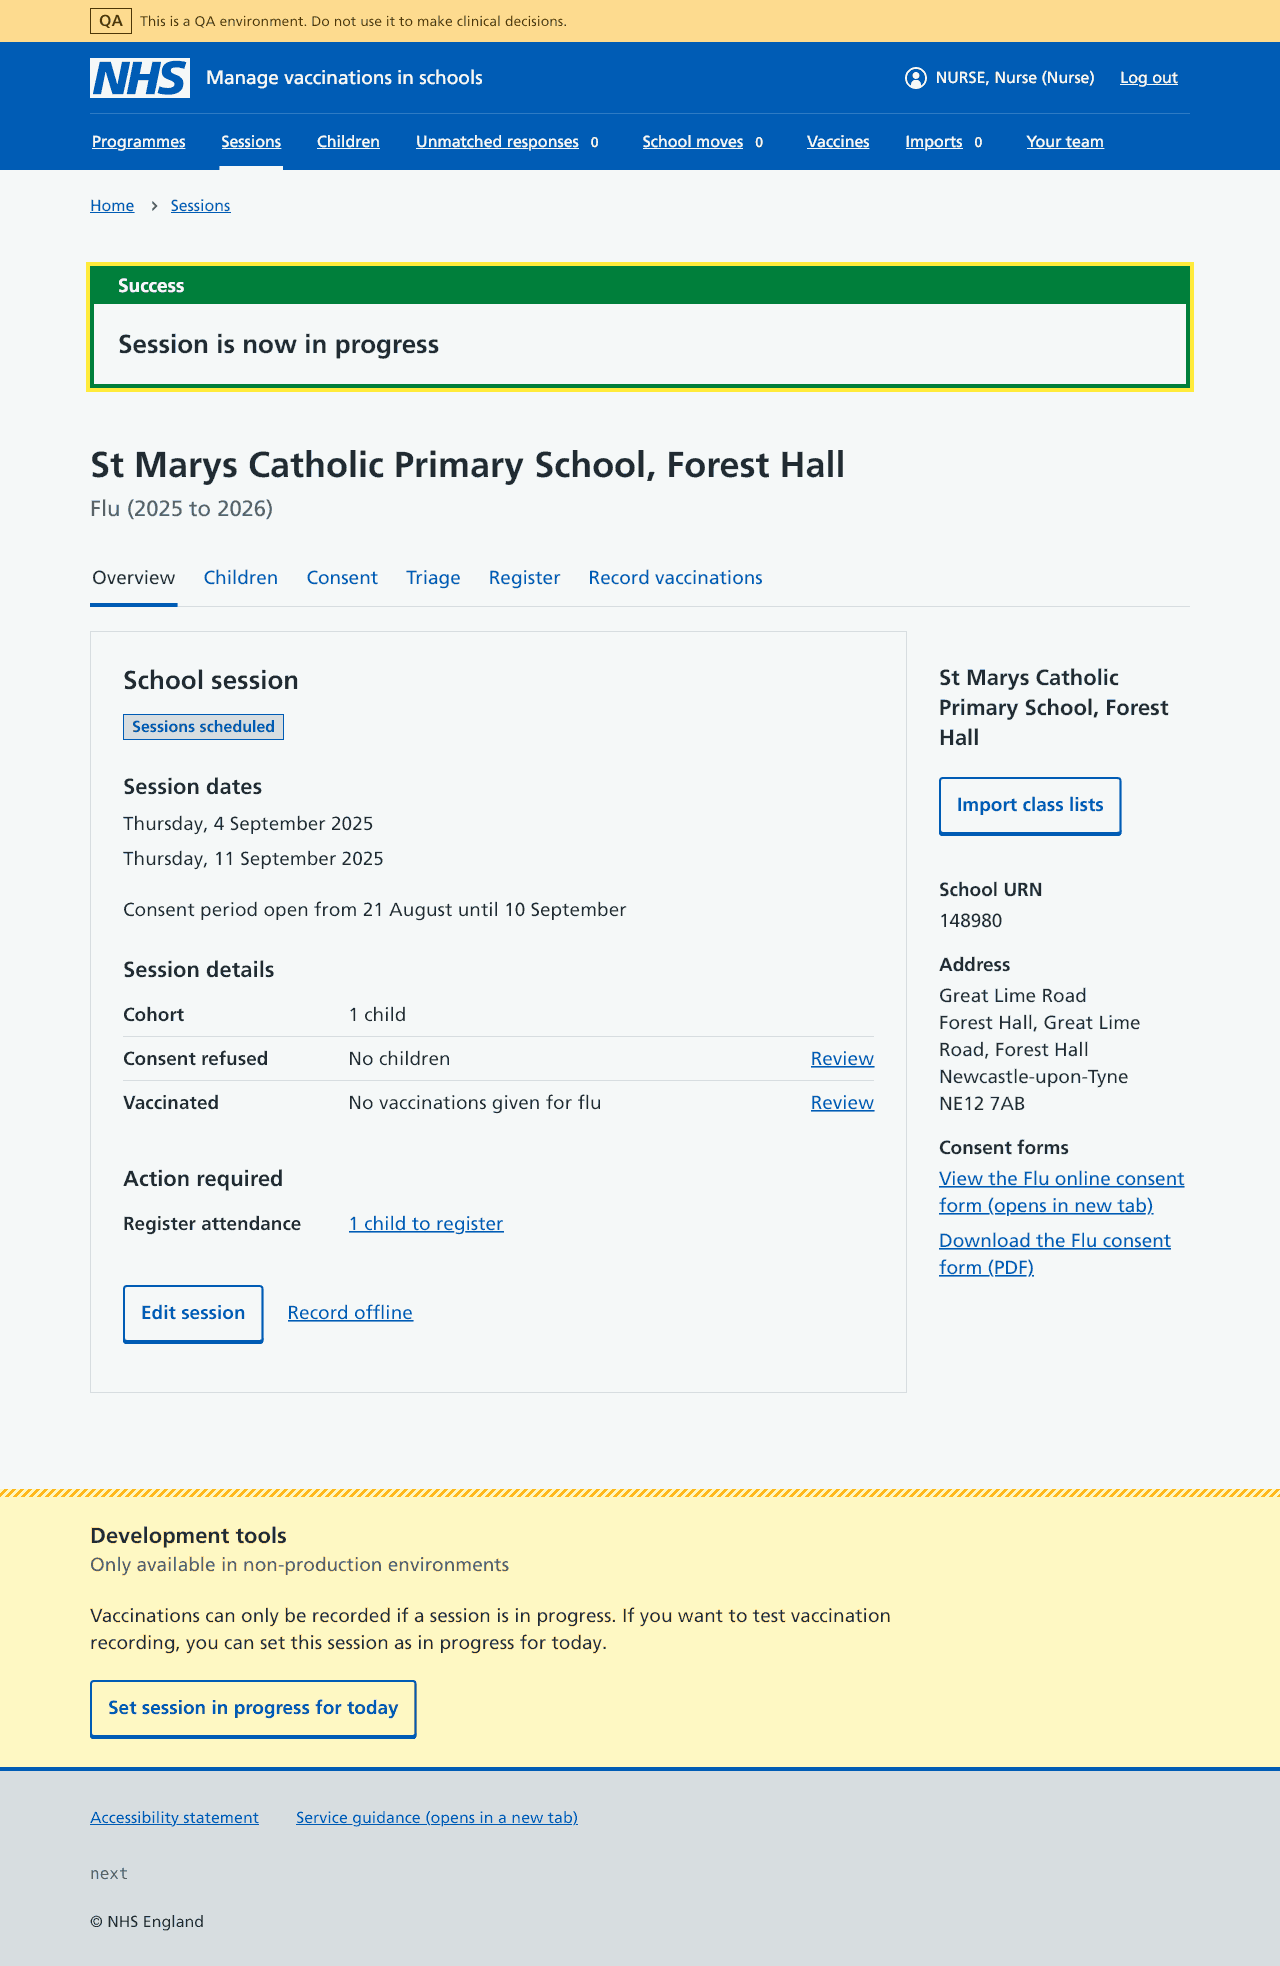 QA This is a QA environment. Do not use it to make clinical decisions.
NHS Manage vaccinations in schools NURSE, Nurse (Nurse) Log out
Programmes Sessions Children Unmatched responses 0 School moves 0 Vaccines Imports 0 Your team
Home Sessions
Success
Session is now in progress
St Marys Catholic Primary School, Forest Hall
Flu (2025 to 2026)
Overview Children Consent Triage Register Record vaccinations
School session
Sessions scheduled
Session dates
Thursday, 4 September 2025
Thursday, 11 September 2025
Consent period open from 21 August until 10 September
Session details
Cohort 1 child
Consent refused No children Review
Vaccinated No vaccinations given for flu Review
Action required
Register attendance 1 child to register
Edit session Record offline
St Marys Catholic
Primary School, Forest
Hall
Import class lists
School URN
148980
Address
Great Lime Road
Forest Hall, Great Lime
Road, Forest Hall
Newcastle-upon-Tyne
NE12 7AB
Consent forms
View the Flu online consent
form (opens in new tab)
Download the Flu consent
form (PDF)
Development tools
Only available in non-production environments
Vaccinations can only be recorded if a session is in progress. If you want to test vaccination
recording, you can set this session as in progress for today.
Set session in progress for today
Accessibility statement Service guidance (opens in a new tab)
next
© NHS England